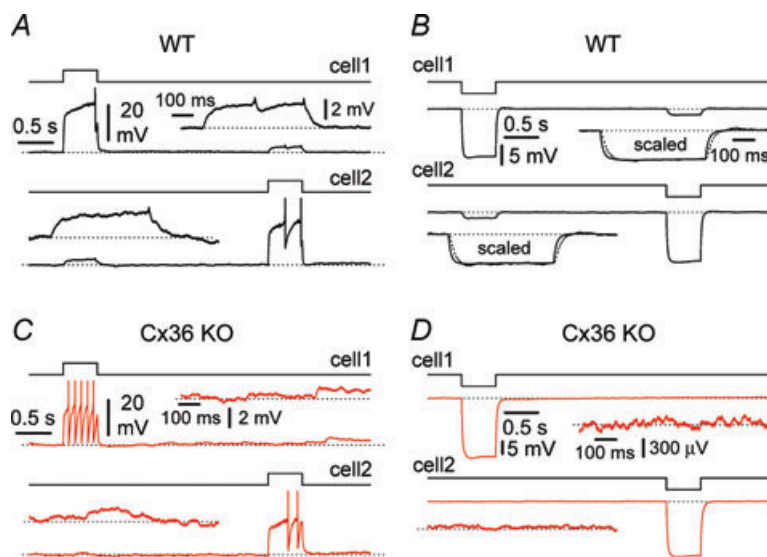 A
WT
cell1
100 ms
2 mV
20
mV
0.5 s
cell2
B
WT
cell1
0.5 s
5 mV
scaled
100 ms
cell2
scaled
C
Cx36 KO
cell1
0.5 s
20
mV
100 ms
2 mV
cell2
D
Cx36 KO
cell1
0.5 s
5 mV
100 ms
300 µV
cell2